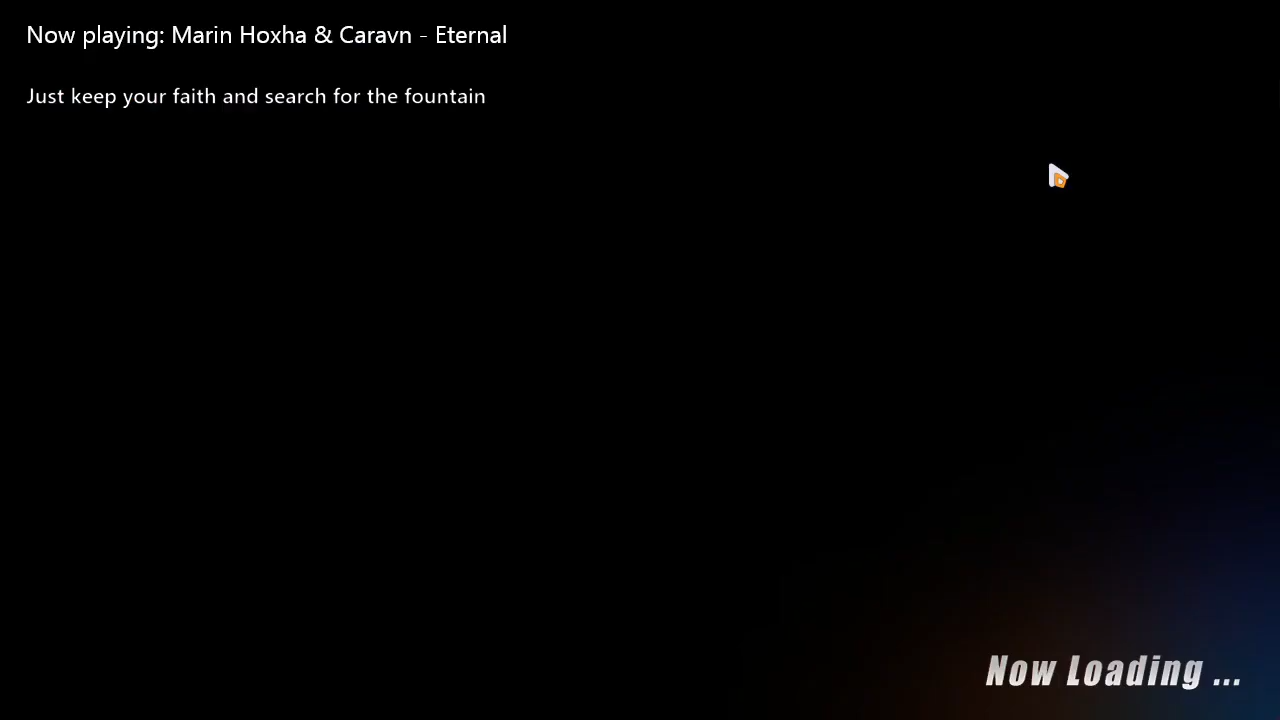 Now playing: Marin Hoxha & Caravn - Eternal
Just keep your faith and search for the fountain
Now Loading ...